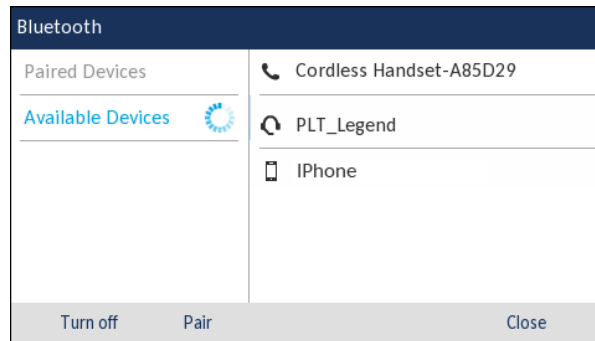 Bluetooth
Paired Devices
Available Devices
Cordless Handset-A85D29
PLT_Legend
IPhone
Turn off Pair Close